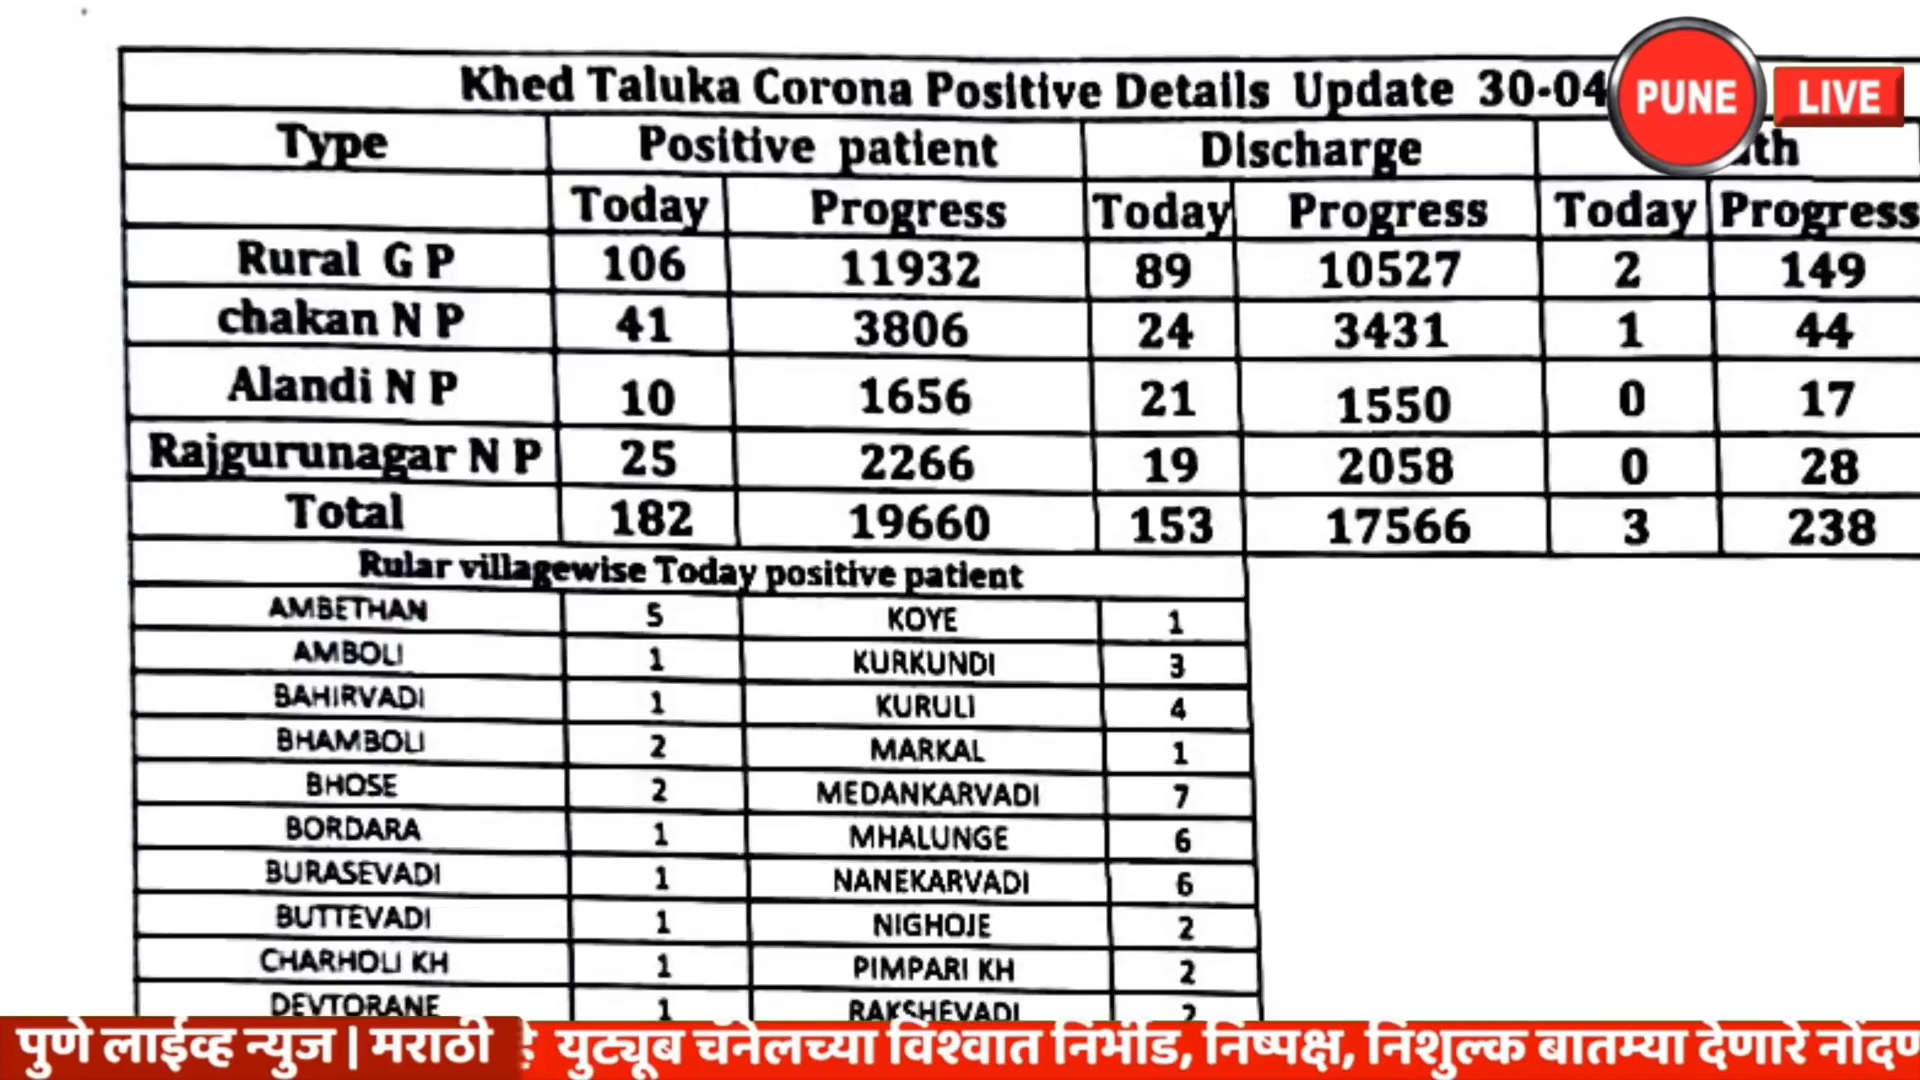 Khed Taluka Corona Positive Details Update 30-04
PUNE LIVE
Type Positive patient Discharge
Today Progress Today Progress Today Progress
Rural G P 106 11932 89 10527 2 149
chakan N P 41 3806 24 3431 1 44
Alandi N P 10 1656 21 1550 0 17
Rajgurunagar N P 25 2266 19 2058 0 28
Total 182 19660 153 17566 3 238
Rular villagewise Today positive patient
AMBETHAN 5 KOYE 1
AMBOLI 1 KURKUNDI 3
BAHIRVADI 1 KURULI 4
BHAMBOLI 2 MARKAL 1
BHOSE 2 MEDANKARVADI 7
BORDARA 1 MHALUNGE 6
BURASEVADI 1 NANEKARVADI 6
BUTTEVADI 1 NIGHOJE 2
CHARHOLI KH 1 PIMPARI KH 2
DEVTORANE 1 RAKSHEVADI 2
पुणे लाईव्ह न्युज | मराठी युट्यूब चॅनेलच्या विश्वात निर्भीड, निष्पक्ष, निशुल्क बातम्या देणारे